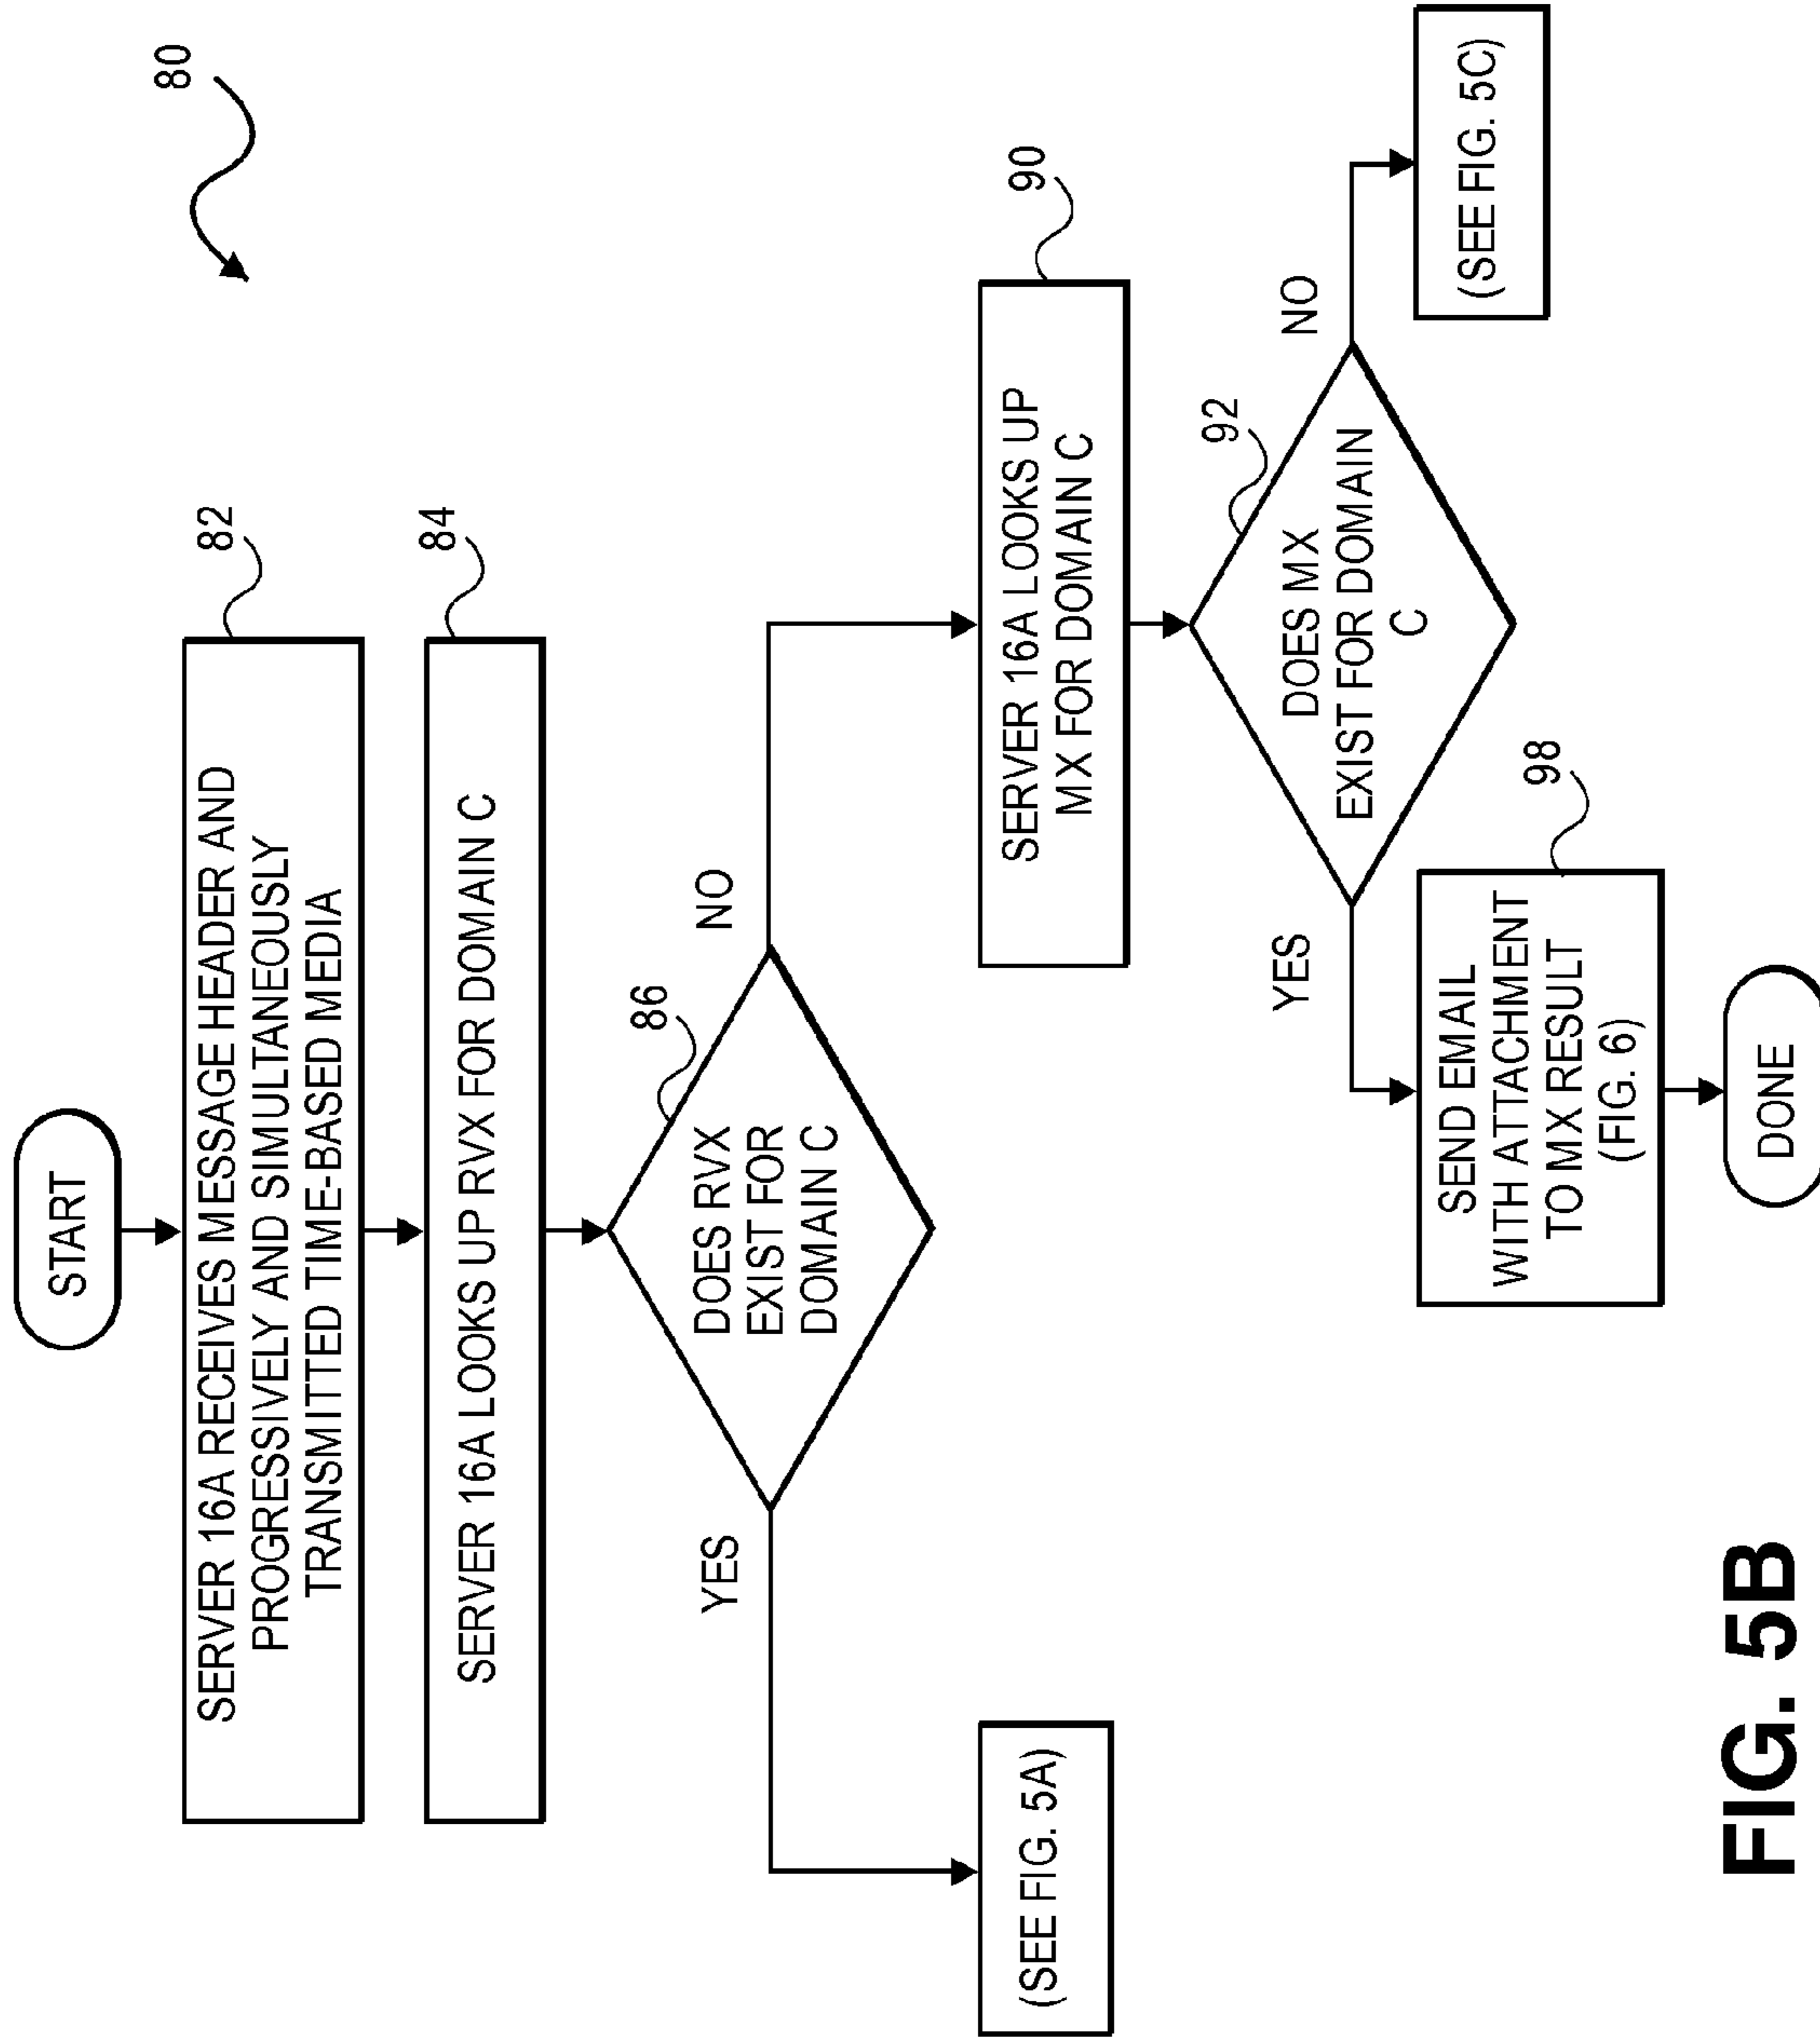 80
START
SERVER 16A RECEIVES MESSAGE HEADER AND
PROGRESSIVELY AND SIMULTANEOUSLY
TRANSMITTED TIME-BASED MEDIA
82
SERVER 16A LOOKS UP RVX FOR DOMAIN C
84
DOES RVX
EXIST FOR
DOMAIN C
86
YES
NO
(SEE FIG. 5A)
SERVER 16A LOOKS UP
MX FOR DOMAIN C
90
DOES MX
EXIST FOR DOMAIN
C
92
YES
NO
SEND EMAIL
WITH ATTACHMENT
TO MX RESULT
(FIG. 6)
98
(SEE FIG. 5C)
DONE
FIG. 5B